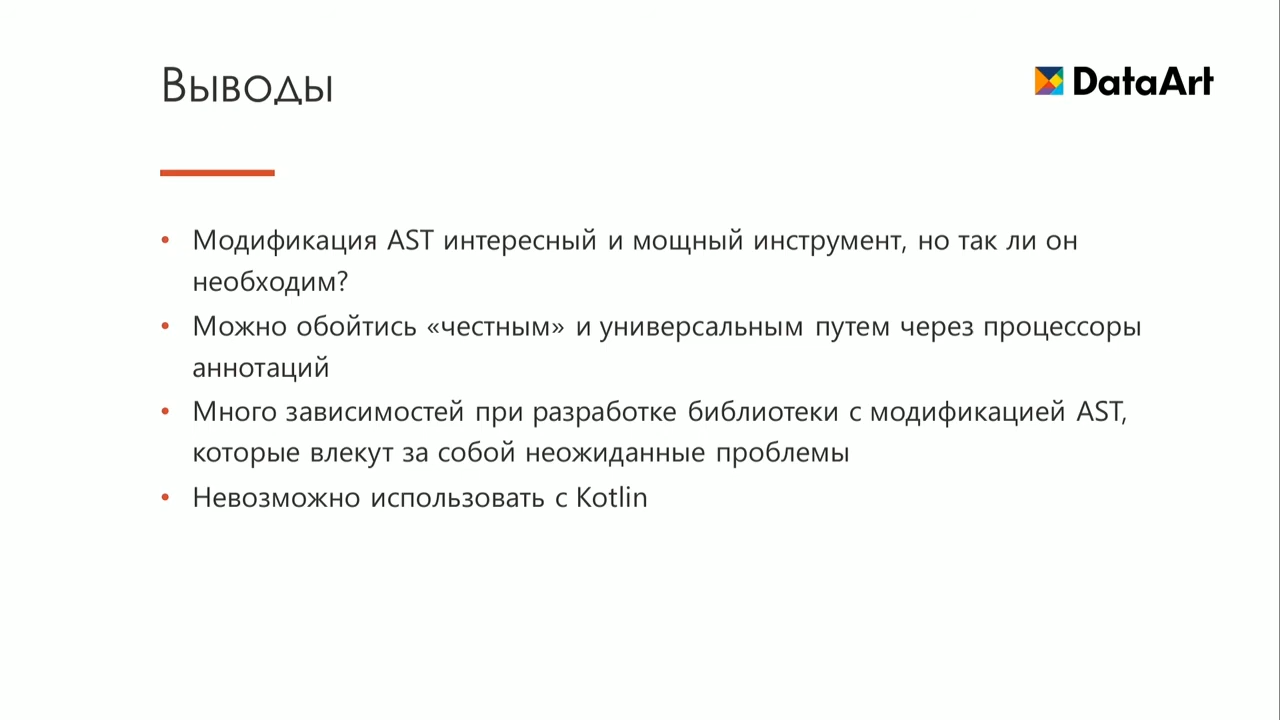 Выводы
DataArt
• Модификация AST интересный и мощный инструмент, но так ли он
необходим?
• Можно обойтись «честным» и универсальным путем через процессоры
аннотаций
• Много зависимостей при разработке библиотеки с модификацией AST,
которые влекут за собой неожиданные проблемы
• Невозможно использовать с Kotlin